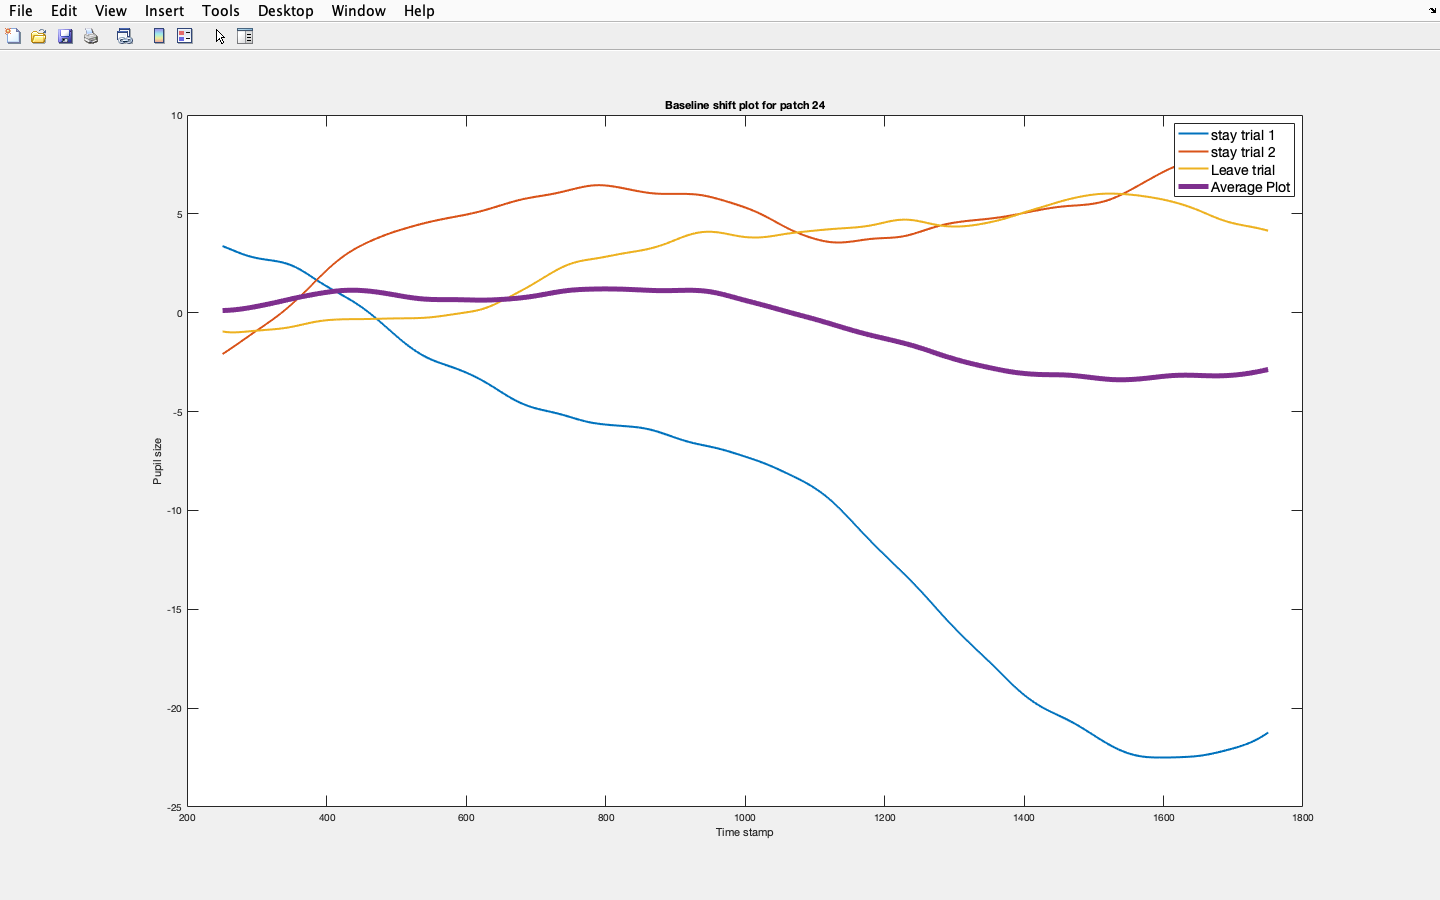 File Edit View Insert Tools Desktop Window Help
Baseline shift plot for patch 24
stay trial 1
stay trial 2
Leave trial
Average Plot
10
5
0
-5
-10
-15
-20
-25
Pupil size
200 400 600 800 1000 1200 1400 1600 1800
Time stamp